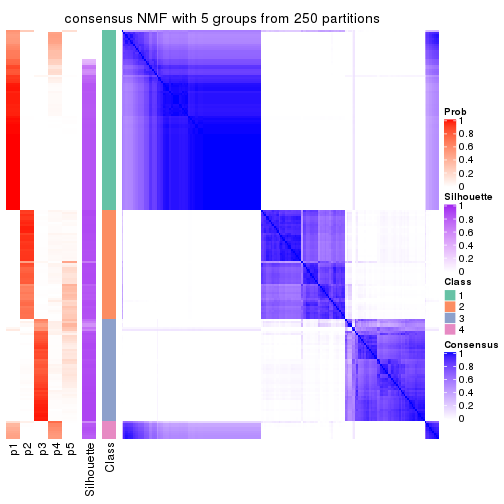 consensus NMF with 5 groups from 250 partitions
Prob
1
0.8
0.6
0.4
0.2
0
Silhouette
1
0.8
0.6
0.4
0.2
0
Class
1
2
3
4
Consensus
1
0.8
0.6
0.4
0.2
0
p1
p2
p3
p4
p5
Silhouette
Class